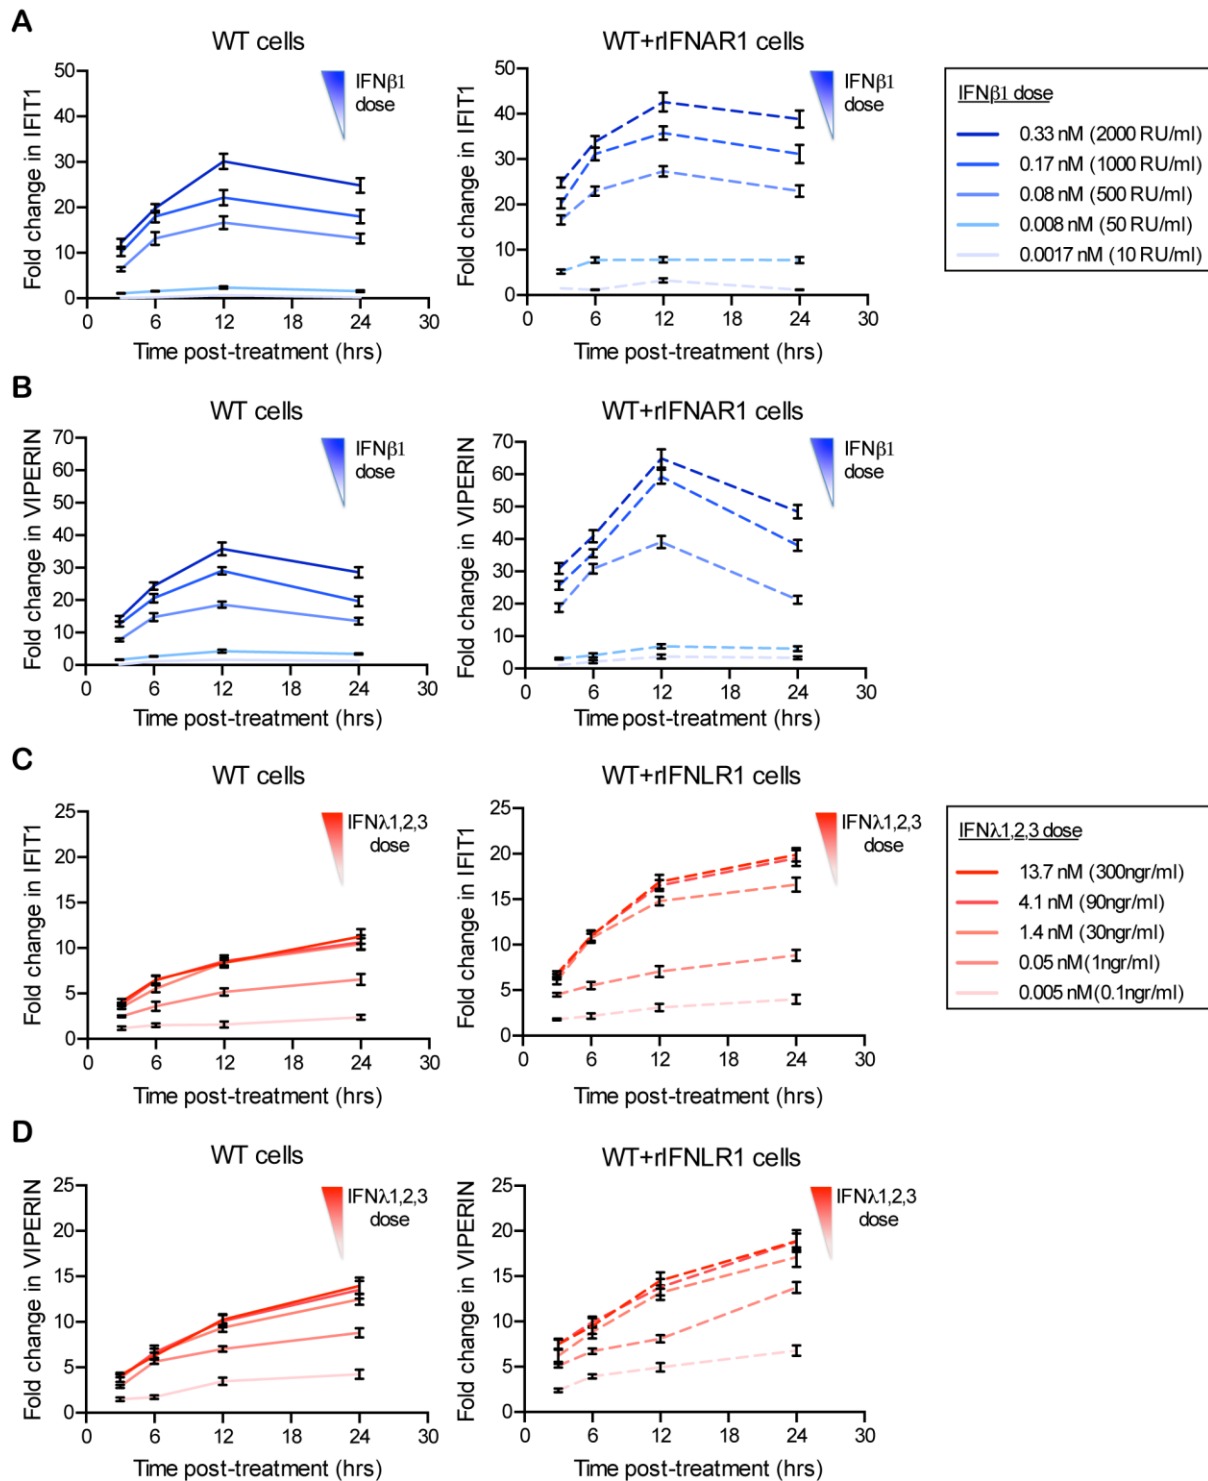 A
WT cells
WT+rIFNAR1 cells
50
40
30
20
10
0
Fold change in IFIT1
0 6 12 18 24 30
Time post-treatment (hrs)
IFNβ1
dose
50
40
30
20
10
0
Fold change in IFIT1
0 6 12 18 24 30
Time post-treatment (hrs)
IFNβ1
dose
IFNβ1 dose
0.33 nM (2000 RU/ml)
0.17 nM (1000 RU/ml)
0.08 nM (500 RU/ml)
0.008 nM (50 RU/ml)
0.0017 nM (10 RU/ml)
B
WT cells
WT+rIFNAR1 cells
70
60
50
40
30
20
10
0
Fold change in VIPERIN
0 6 12 18 24 30
Time post-treatment (hrs)
IFNβ1
dose
70
60
50
40
30
20
10
0
Fold change in VIPERIN
0 6 12 18 24 30
Time post-treatment (hrs)
IFNβ1
dose
C
WT cells
WT+rIFNLR1 cells
25
20
15
10
5
0
Fold change in IFIT1
0 6 12 18 24 30
Time post-treatment (hrs)
IFNλ1,2,3
dose
25
20
15
10
5
0
Fold change in IFIT1
0 6 12 18 24 30
Time post-treatment (hrs)
IFNλ1,2,3
dose
IFNλ1,2,3 dose
13.7 nM (300ngr/ml)
4.1 nM (90ngr/ml)
1.4 nM (30ngr/ml)
0.05 nM(1ngr/ml)
0.005 nM(0.1ngr/ml)
D
WT cells
WT+rIFNLR1 cells
25
20
15
10
5
0
Fold change in VIPERIN
0 6 12 18 24 30
Time post-treatment (hrs)
IFNλ1,2,3
dose
25
20
15
10
5
0
Fold change in VIPERIN
0 6 12 18 24 30
Time post-treatment (hrs)
IFNλ1,2,3
dose